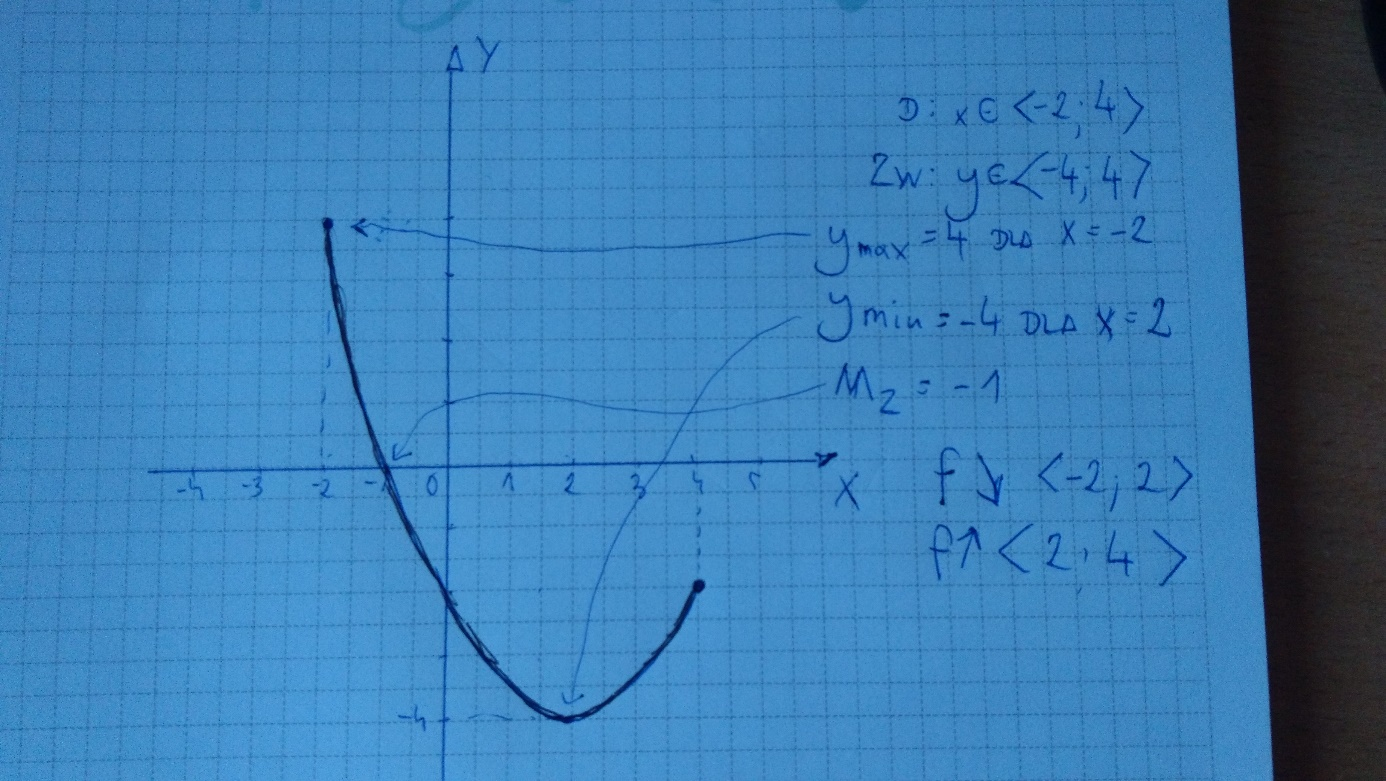 Y
D: x∈<-2; 4>
Zw: y∈<-4; 4>
ymax = 4 DLA x = -2
ymin = -4 DLA x = 2
M2 = -1
-4 -3 -2 -1 0 1 2 3 4 5 X
f↘ <-2; 2>
f↑ <2; 4>
-4